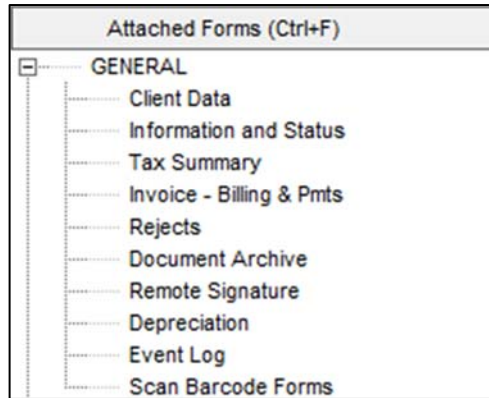 Attached Forms (Ctrl+F)
GENERAL
Client Data
Information and Status
Tax Summary
Invoice - Billing & Pmts
Rejects
Document Archive
Remote Signature
Depreciation
Event Log
Scan Barcode Forms